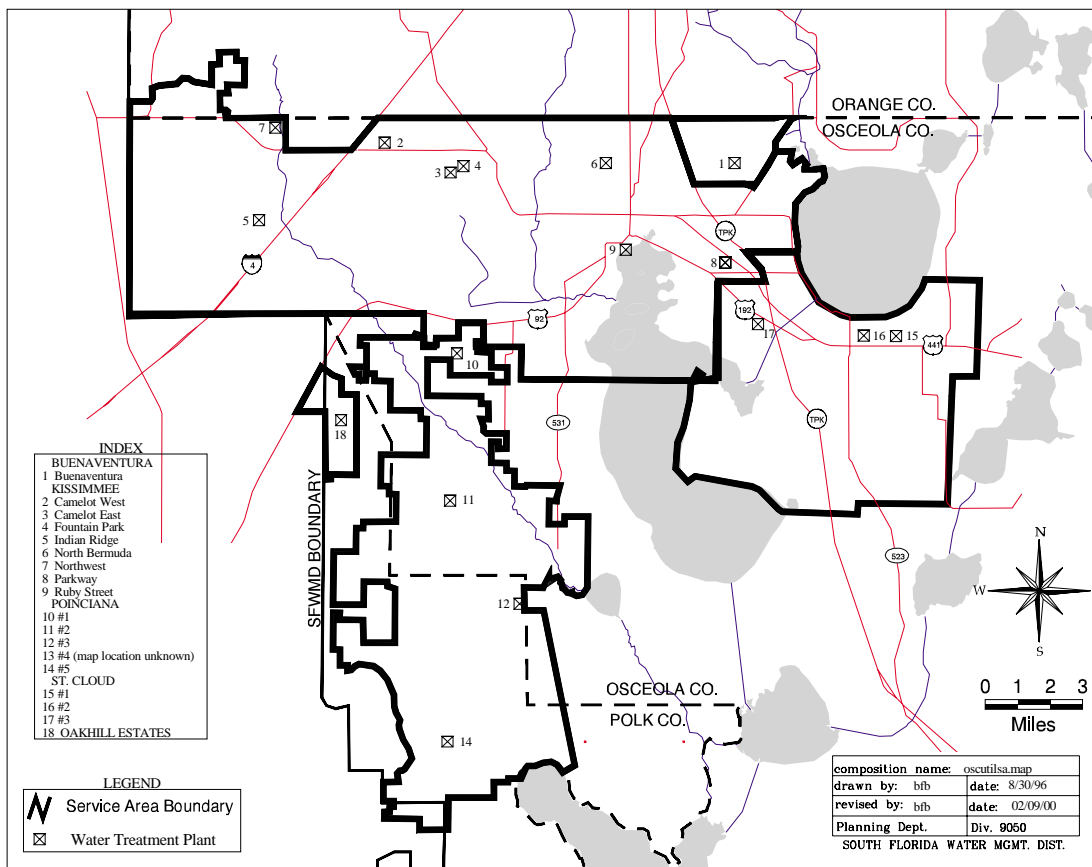 ORANGE CO.
OSCEOLA CO.
7
2
3
4
6
1
5
TPK
4
9
8
92
192
17
16
15
441
10
18
531
TPK
11
523
12
SFWMD BOUNDARY
14
OSCEOLA CO.
POLK CO.
INDEX
BUENAVENTURA
1 Buenaventura
KISSIMMEE
2 Camelot West
3 Camelot East
4 Fountain Park
5 Indian Ridge
6 North Bermuda
7 Northwest
8 Parkway
9 Ruby Street
POINCIANA
10 #1
11 #2
12 #3
13 #4 (map location unknown)
14 #5
ST. CLOUD
15 #1
16 #2
17 #3
18 OAKHILL ESTATES
LEGEND
Service Area Boundary
Water Treatment Plant
N
W
E
S
0 1 2 3
Miles
composition name: oscutilsa.map
drawn by: bfb date: 8/30/96
revised by: bfb date: 02/09/00
Planning Dept. Div. 9050
SOUTH FLORIDA WATER MGMT. DIST.